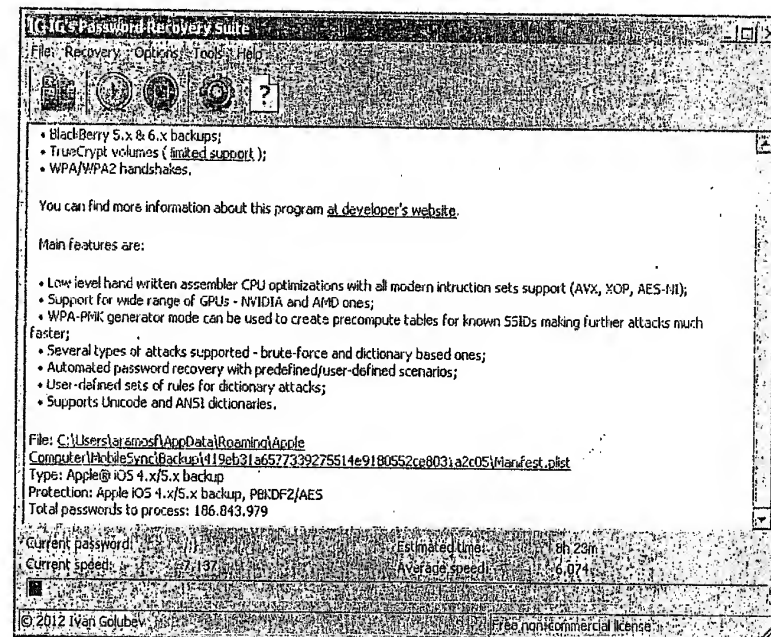 IGHG's Password Recovery Suite
File Recovery Options Tools Help
?
• BlackBerry 5.x & 6.x backups;
• TrueCrypt volumes ( limited support );
• WPA/WPA2 handshakes.
You can find more information about this program at developer's website.
Main features are:
• Low level hand written assembler CPU optimizations with all modern intruction sets support (AVX, XOP, AES-NI);
• Support for wide range of GPUs - NVIDIA and AMD ones;
• WPA-PMK generator mode can be used to create precompute tables for known SSIDs making further attacks much
faster;
• Several types of attacks supported - brute-force and dictionary based ones;
• Automated password recovery with predefined/user-defined scenarios;
• User-defined sets of rules for dictionary attacks;
• Supports Unicode and ANSI dictionaries.
File: C:\Users\aramosf\AppData\Roaming\Apple
Computer\MobileSync\Backup\419eb31a6577339275514e9180552ce8031a2c05\Manifest.plist
Type: Apple® iOS 4.x/5.x backup
Protection: Apple iOS 4.x/5.x backup, PBKDF2/AES
Total passwords to process: 186.843.979
Current password: Estimated time: 8h 23m
Current speed: 7.137 Average speed: 6.074
© 2012 Ivan Golubev Free non-commercial license